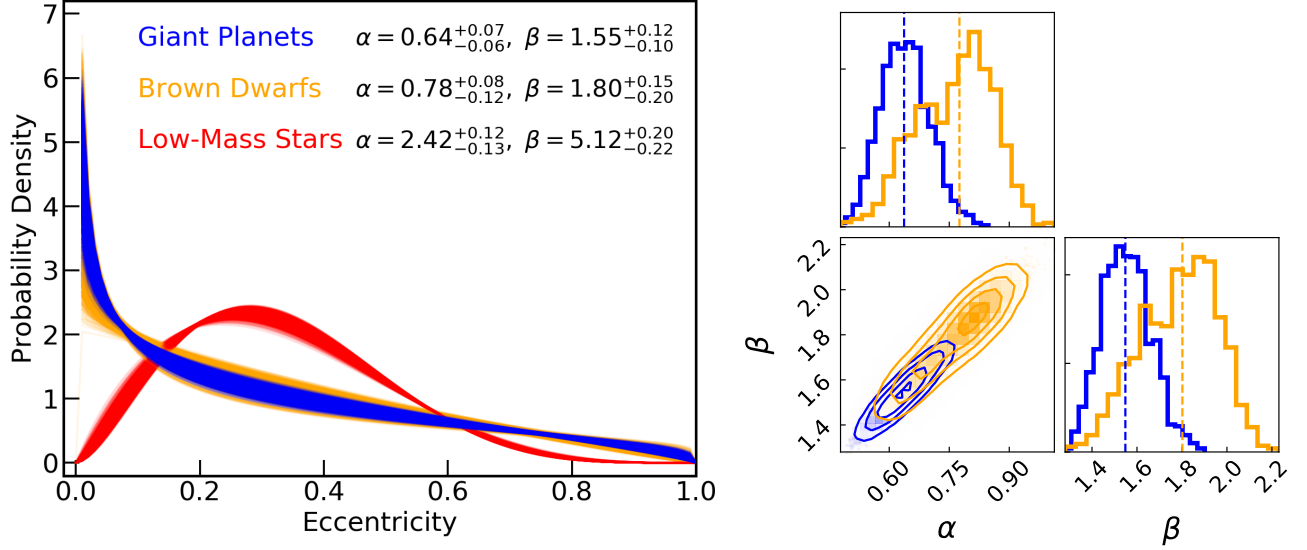 7
6
5
4
3
2
1
0
Probability Density
Giant Planets α = 0.64 +0.07 −0.06, β = 1.55 +0.12 −0.10
Brown Dwarfs α = 0.78 +0.08 −0.12, β = 1.80 +0.15 −0.20
Low-Mass Stars α = 2.42 +0.12 −0.13, β = 5.12 +0.20 −0.22
0.0 0.2 0.4 0.6 0.8 1.0
Eccentricity
2.2
2.0
1.8
1.6
1.4
β
0.60 0.75 0.90
α
1.4 1.6 1.8 2.0 2.2
β